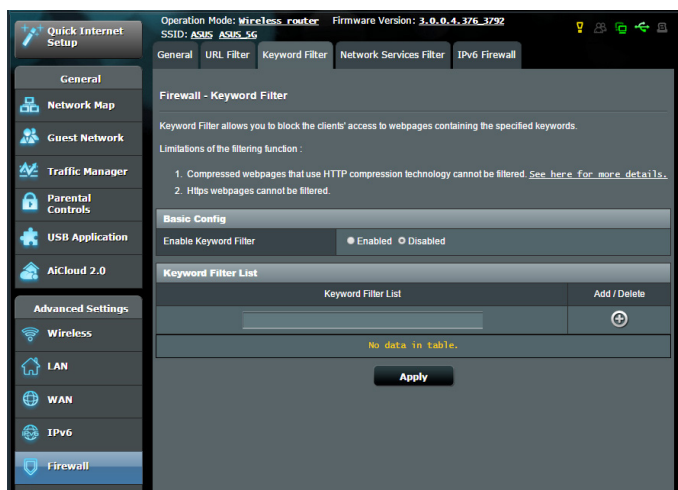 Quick Internet
Setup
Operation Mode: Wireless router Firmware Version: 3.0.0.4.376_3792
SSID: ASUS ASUS_5G
General URL Filter Keyword Filter Network Services Filter IPv6 Firewall
General
Network Map
Guest Network
Traffic Manager
Parental
Controls
USB Application
AiCloud 2.0
Advanced Settings
Wireless
LAN
WAN
IPv6
Firewall
Firewall - Keyword Filter
Keyword Filter allows you to block the clients' access to webpages containing the specified keywords.
Limitations of the filtering function :
1. Compressed webpages that use HTTP compression technology cannot be filtered. See here for more details.
2. Https webpages cannot be filtered.
Basic Config
Enable Keyword Filter Enabled Disabled
Keyword Filter List
Keyword Filter List Add / Delete
No data in table.
Apply